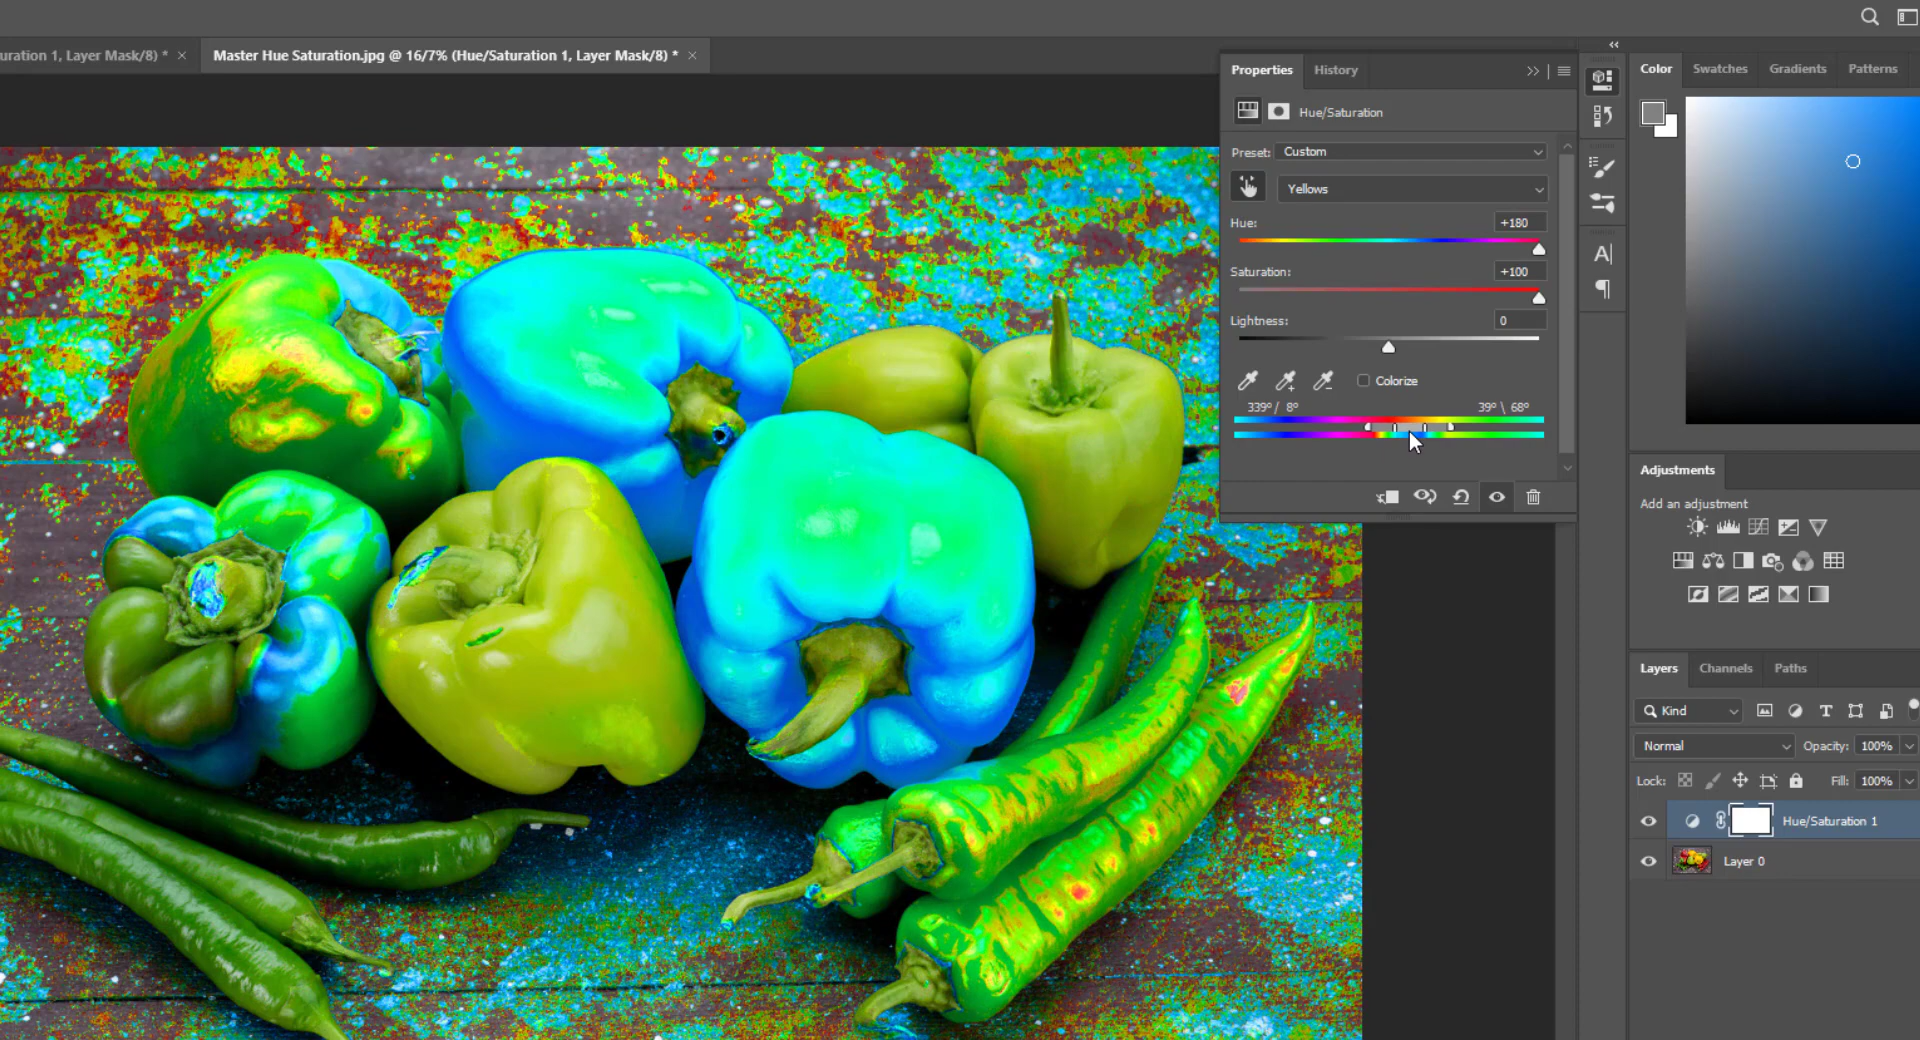 uration 1, Layer Mask/8) * ×
Master Hue Saturation.jpg @ 16/7% (Hue/Saturation 1, Layer Mask/8) * ×
Properties History
Hue/Saturation
Preset: Custom
Yellows
Hue: +180
Saturation: +100
Lightness: 0
Colorize
339°/ 8° 39° \ 68°
Color Swatches Gradients Patterns
Adjustments
Add an adjustment
Layers Channels Paths
Kind
Normal Opacity: 100%
Lock: Fill: 100%
Hue/Saturation 1
Layer 0